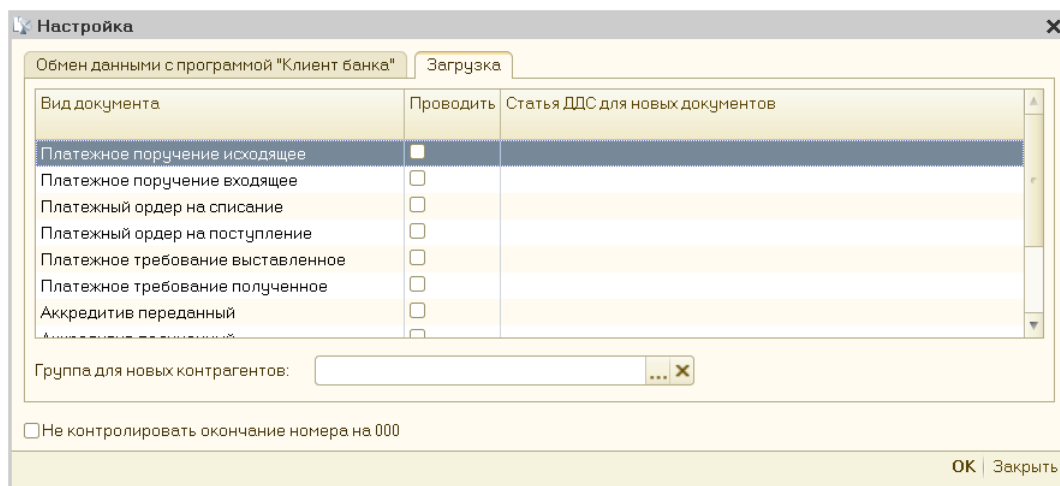 Настройка
Обмен данными с программой "Клиент банка"
Загрузка
Вид документа
Проводить
Статья ДДС для новых документов
Платежное поручение исходящее
Платежное поручение входящее
Платежный ордер на списание
Платежный ордер на поступление
Платежное требование выставленное
Платежное требование полученное
Аккредитив переданный
Группа для новых контрагентов:
...
Не контролировать окончание номера на 000
OK
Закрыть